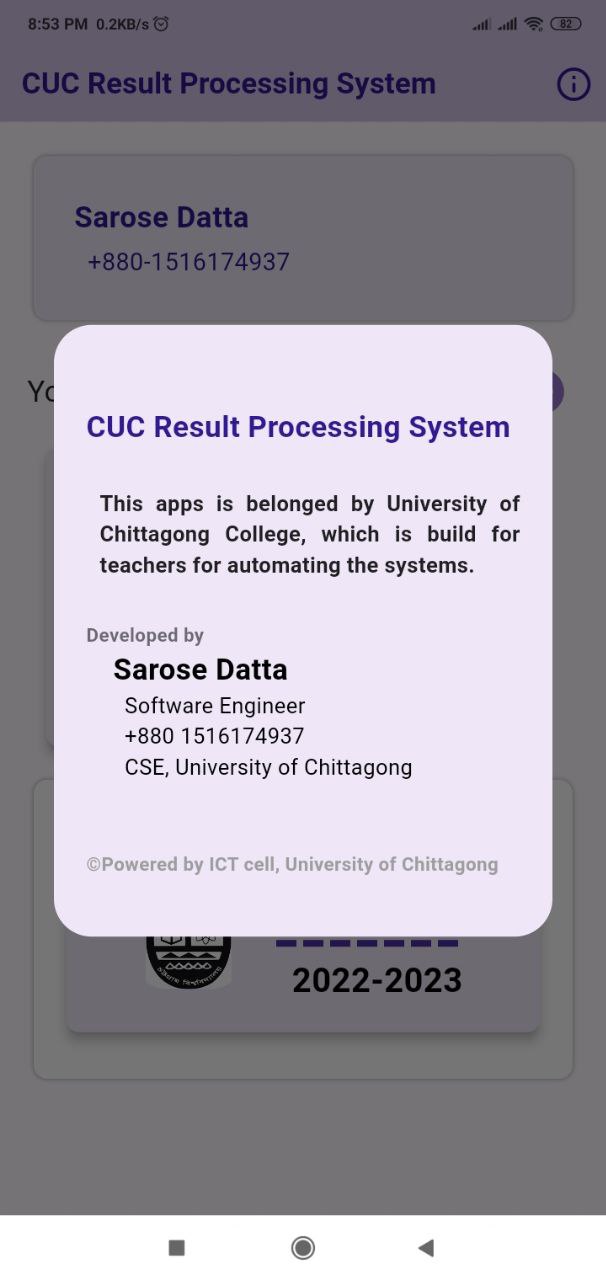 8:53 PM 0.2KB/s
82
CUC Result Processing System
Sarose Datta
+880-1516174937
CUC Result Processing System
This apps is belonged by University of
Chittagong College, which is build for
teachers for automating the systems.
Developed by
Sarose Datta
Software Engineer
+880 1516174937
CSE, University of Chittagong
©Powered by ICT cell, University of Chittagong
2022-2023